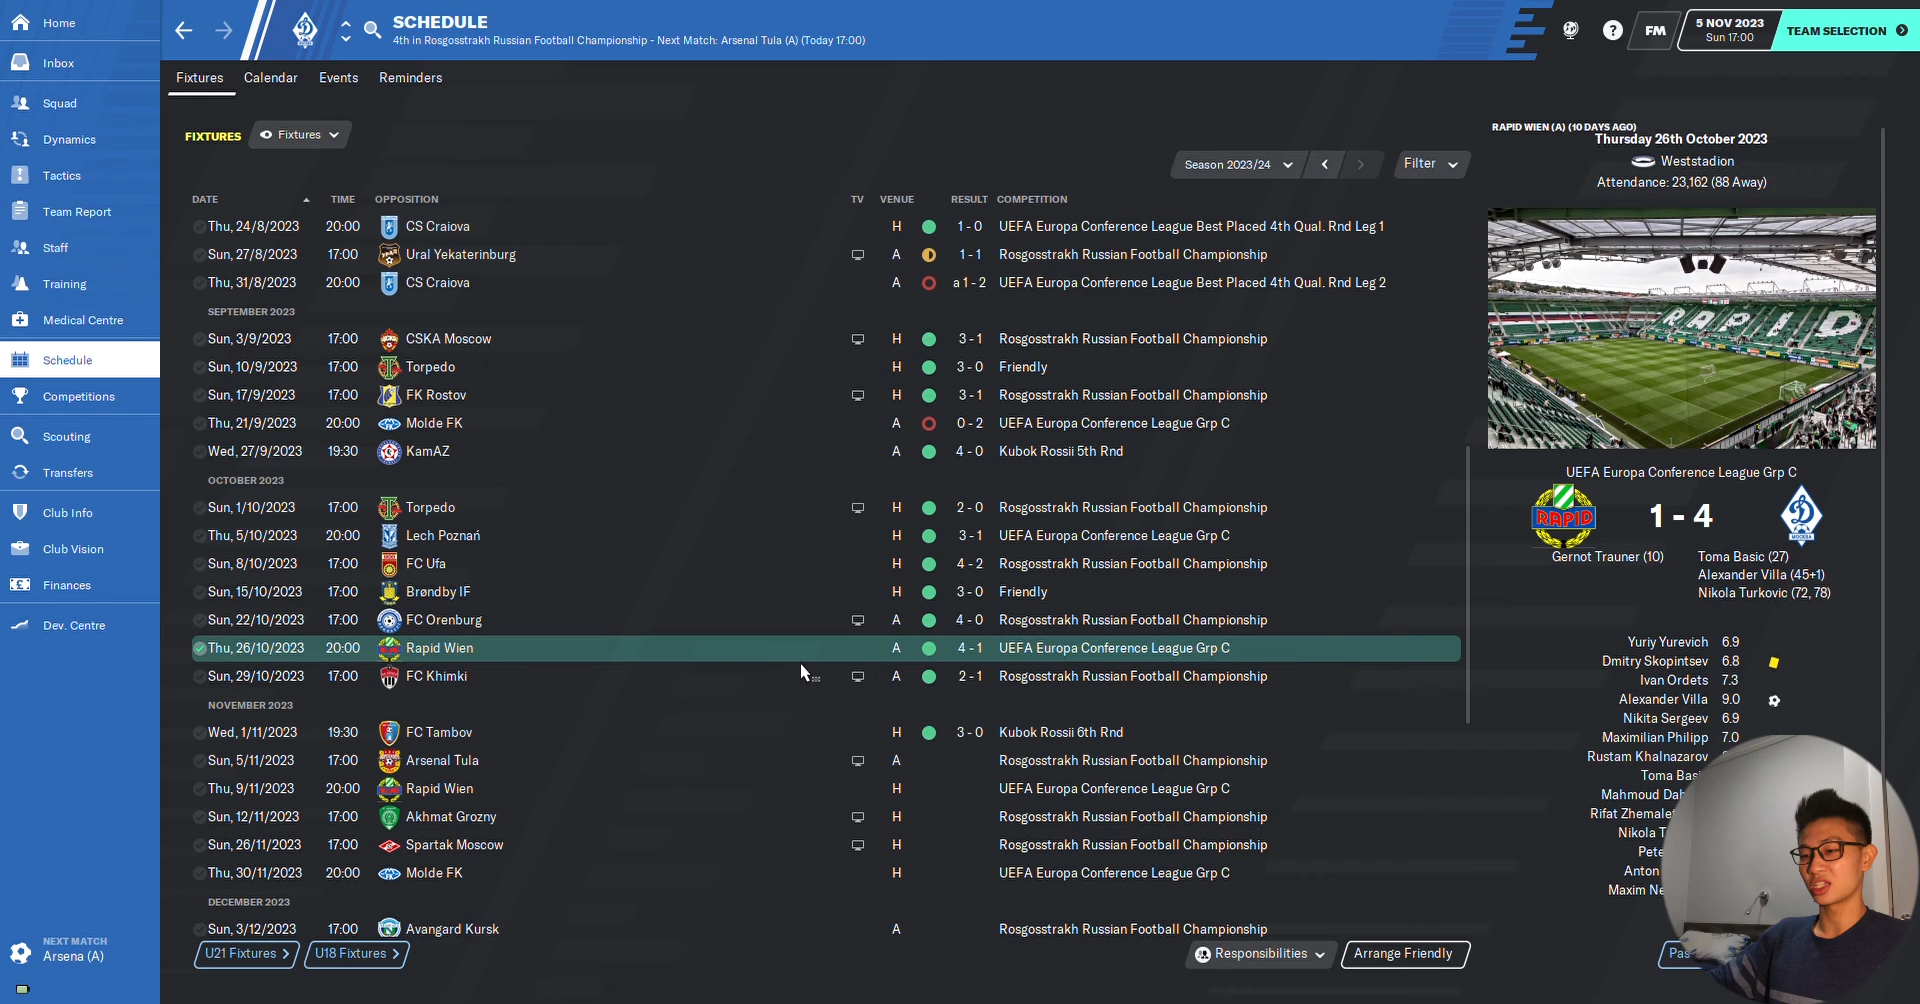 Home
Inbox
Squad
Dynamics
Tactics
Team Report
Staff
Training
Medical Centre
Schedule
Competitions
Scouting
Transfers
Club Info
Club Vision
Finances
Dev. Centre
NEXT MATCH
Arsena (A)
SCHEDULE
4th in Rosgosstrakh Russian Football Championship - Next Match: Arsenal Tula (A) (Today 17:00)
FM
5 NOV 2023
Sun 17:00
TEAM SELECTION
Fixtures Calendar Events Reminders
FIXTURES Fixtures
Season 2023/24 Filter
DATE TIME OPPOSITION TV VENUE RESULT COMPETITION
Thu, 24/8/2023 20:00 CS Craiova H 1 - 0 UEFA Europa Conference League Best Placed 4th Qual. Rnd Leg 1
Sun, 27/8/2023 17:00 Ural Yekaterinburg A 1 - 1 Rosgosstrakh Russian Football Championship
Thu, 31/8/2023 20:00 CS Craiova A a 1 - 2 UEFA Europa Conference League Best Placed 4th Qual. Rnd Leg 2
SEPTEMBER 2023
Sun, 3/9/2023 17:00 CSKA Moscow H 3 - 1 Rosgosstrakh Russian Football Championship
Sun, 10/9/2023 17:00 Torpedo H 3 - 0 Friendly
Sun, 17/9/2023 17:00 FK Rostov H 3 - 1 Rosgosstrakh Russian Football Championship
Thu, 21/9/2023 20:00 Molde FK A 0 - 2 UEFA Europa Conference League Grp C
Wed, 27/9/2023 19:30 KamAZ A 4 - 0 Kubok Rossii 5th Rnd
OCTOBER 2023
Sun, 1/10/2023 17:00 Torpedo H 2 - 0 Rosgosstrakh Russian Football Championship
Thu, 5/10/2023 20:00 Lech Poznań H 3 - 1 UEFA Europa Conference League Grp C
Sun, 8/10/2023 17:00 FC Ufa H 4 - 2 Rosgosstrakh Russian Football Championship
Sun, 15/10/2023 17:00 Brøndby IF H 3 - 0 Friendly
Sun, 22/10/2023 17:00 FC Orenburg A 4 - 0 Rosgosstrakh Russian Football Championship
Thu, 26/10/2023 20:00 Rapid Wien A 4 - 1 UEFA Europa Conference League Grp C
Sun, 29/10/2023 17:00 FC Khimki A 2 - 1 Rosgosstrakh Russian Football Championship
NOVEMBER 2023
Wed, 1/11/2023 19:30 FC Tambov H 3 - 0 Kubok Rossii 6th Rnd
Sun, 5/11/2023 17:00 Arsenal Tula A Rosgosstrakh Russian Football Championship
Thu, 9/11/2023 20:00 Rapid Wien H UEFA Europa Conference League Grp C
Sun, 12/11/2023 17:00 Akhmat Grozny H Rosgosstrakh Russian Football Championship
Sun, 26/11/2023 17:00 Spartak Moscow H Rosgosstrakh Russian Football Championship
Thu, 30/11/2023 20:00 Molde FK H UEFA Europa Conference League Grp C
DECEMBER 2023
Sun, 3/12/2023 17:00 Avangard Kursk A Rosgosstrakh Russian Football Championship
U21 Fixtures U18 Fixtures Responsibilities Arrange Friendly
RAPID WIEN (A) (10 DAYS AGO)
Thursday 26th October 2023
Weststadion
Attendance: 23,162 (88 Away)
RAPID
UEFA Europa Conference League Grp C
RAPID 1 - 4
Gernot Trauner (10) Toma Basic (27)
Alexander Villa (45+1)
Nikola Turkovic (72, 78)
Yuriy Yurevich 6.9
Dmitry Skopintsev 6.8
Ivan Ordets 7.3
Alexander Villa 9.0
Nikita Sergeev 6.9
Maximilian Philipp 7.0
Rustam Khalnazarov
Toma Basi
Mahmoud Dah
Rifat Zhemalet
Nikola T
Pete
Anton
Maxim Ne
Pas